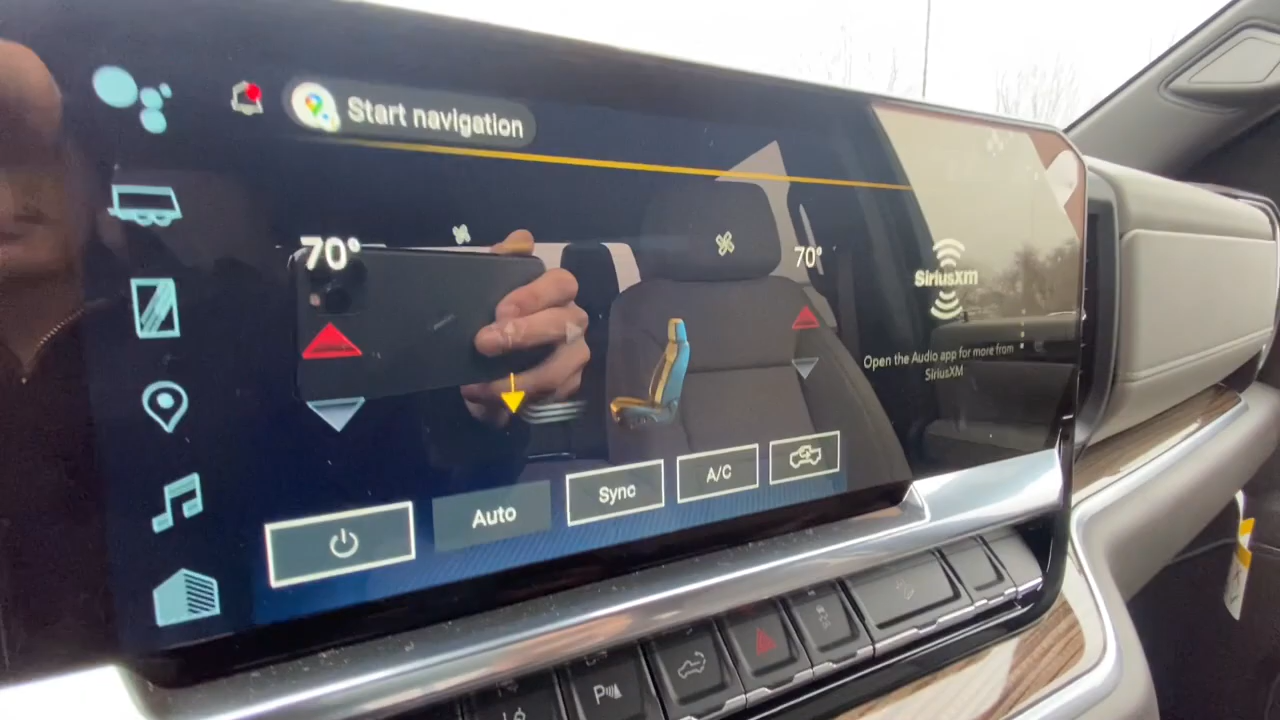 Start navigation
70°
70°
SiriusXM
Open the Audio app for more from
SiriusXM
Auto
Sync
A/C
P